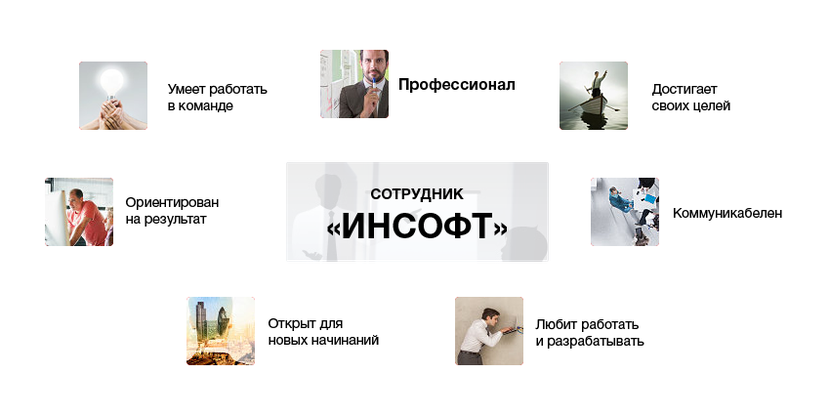 Профессионал
Умеет работать
в команде
Достигает
своих целей
Ориентирован
на результат
СОТРУДНИК
«ИНСОФТ»
Коммуникабелен
Открыт для
новых начинаний
Любит работать
и разрабатывать